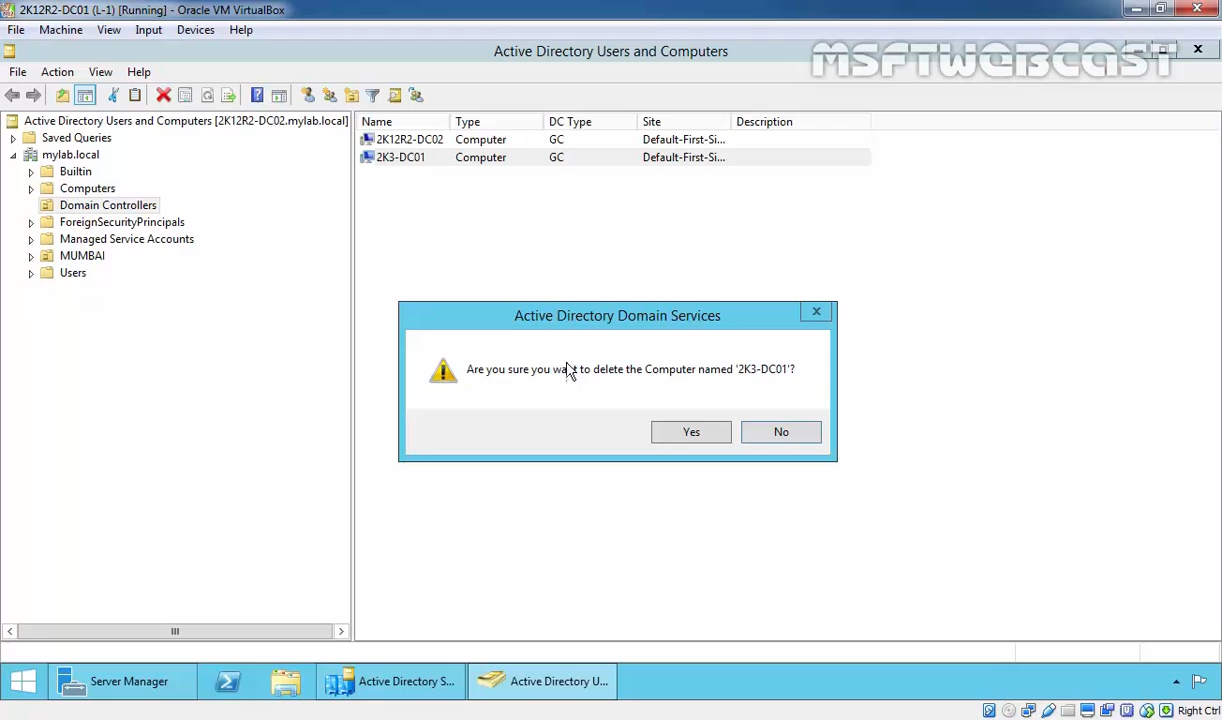 2K12R2-DC01 (L-1) [Running] - Oracle VM VirtualBox
File Machine View Input Devices Help
Active Directory Users and Computers
MSFTWEBCAST
File Action View Help
Active Directory Users and Computers [2K12R2-DC02.mylab.local]
Saved Queries
mylab.local
Builtin
Computers
Domain Controllers
ForeignSecurityPrincipals
Managed Service Accounts
MUMBAI
Users
Name Type DC Type Site Description
2K12R2-DC02 Computer GC Default-First-Si...
2K3-DC01 Computer GC Default-First-Si...
Active Directory Domain Services
Are you sure you want to delete the Computer named '2K3-DC01'?
Yes No
Server Manager Active Directory S... Active Directory U...
Right Ctrl